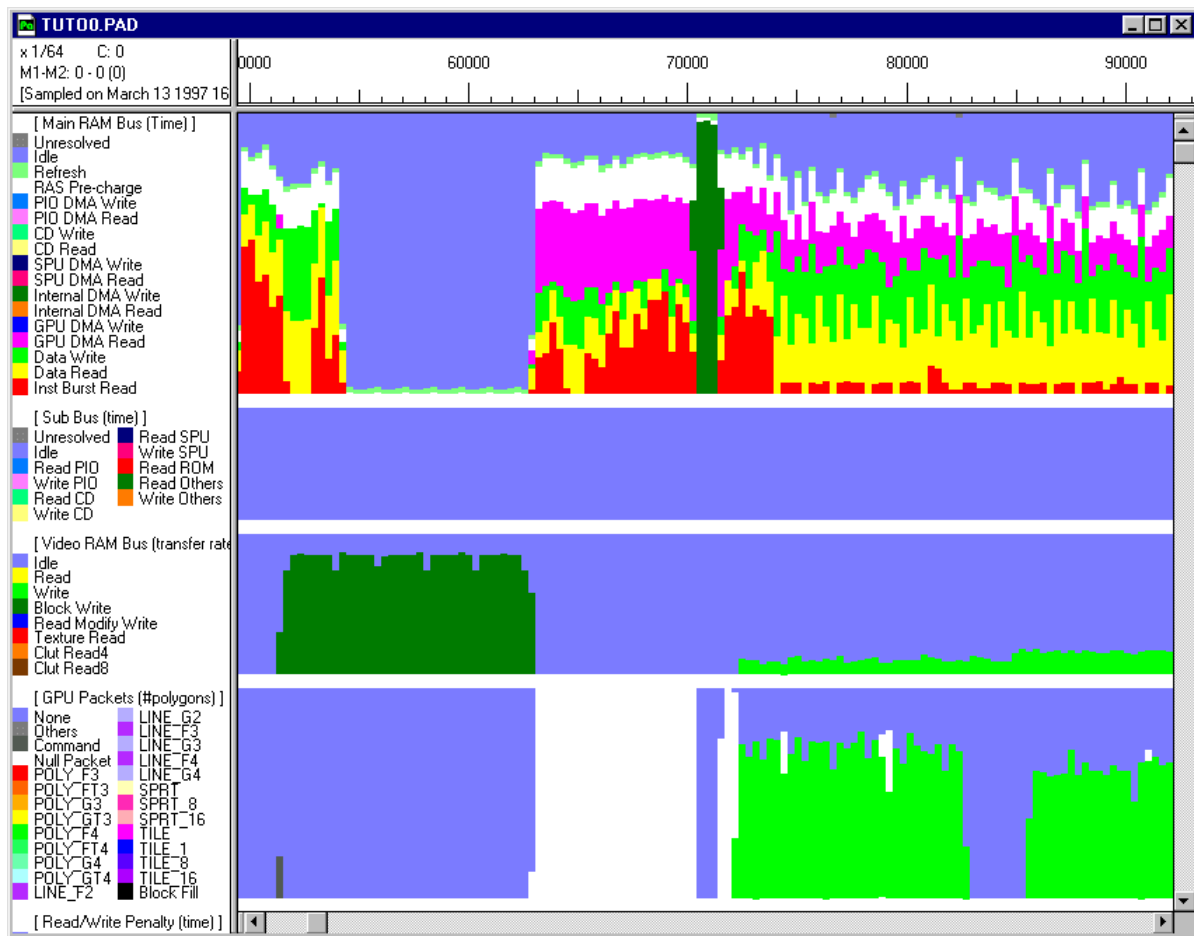 TUTO0.PAD
x 1/64 C: 0
M1-M2: 0 - 0 (0)
[Sampled on March 13 1997 16
0000 60000 70000 80000 90000
[ Main RAM Bus (Time) ]
Unresolved
Idle
Refresh
RAS Pre-charge
PIO DMA Write
PIO DMA Read
CD Write
CD Read
SPU DMA Write
SPU DMA Read
Internal DMA Write
Internal DMA Read
GPU DMA Write
GPU DMA Read
Data Write
Data Read
Inst Burst Read
[ Sub Bus (time) ]
Unresolved Read SPU
Idle Write SPU
Read PIO Read ROM
Write PIO Read Others
Read CD Write Others
Write CD
[ Video RAM Bus (transfer rate
Idle
Read
Write
Block Write
Read Modify Write
Texture Read
Clut Read4
Clut Read8
[ GPU Packets (#polygons) ]
None LINE_G2
Others LINE_F3
Command LINE_G3
Null Packet LINE_F4
POLY_F3 LINE_G4
POLY_FT3 SPRT
POLY_G3 SPRT_8
POLY_GT3 SPRT_16
POLY_F4 TILE
POLY_FT4 TILE_1
POLY_G4 TILE_8
POLY_GT4 TILE_16
LINE_F2 Block Fill
[ Read/Write Penalty (time) ]